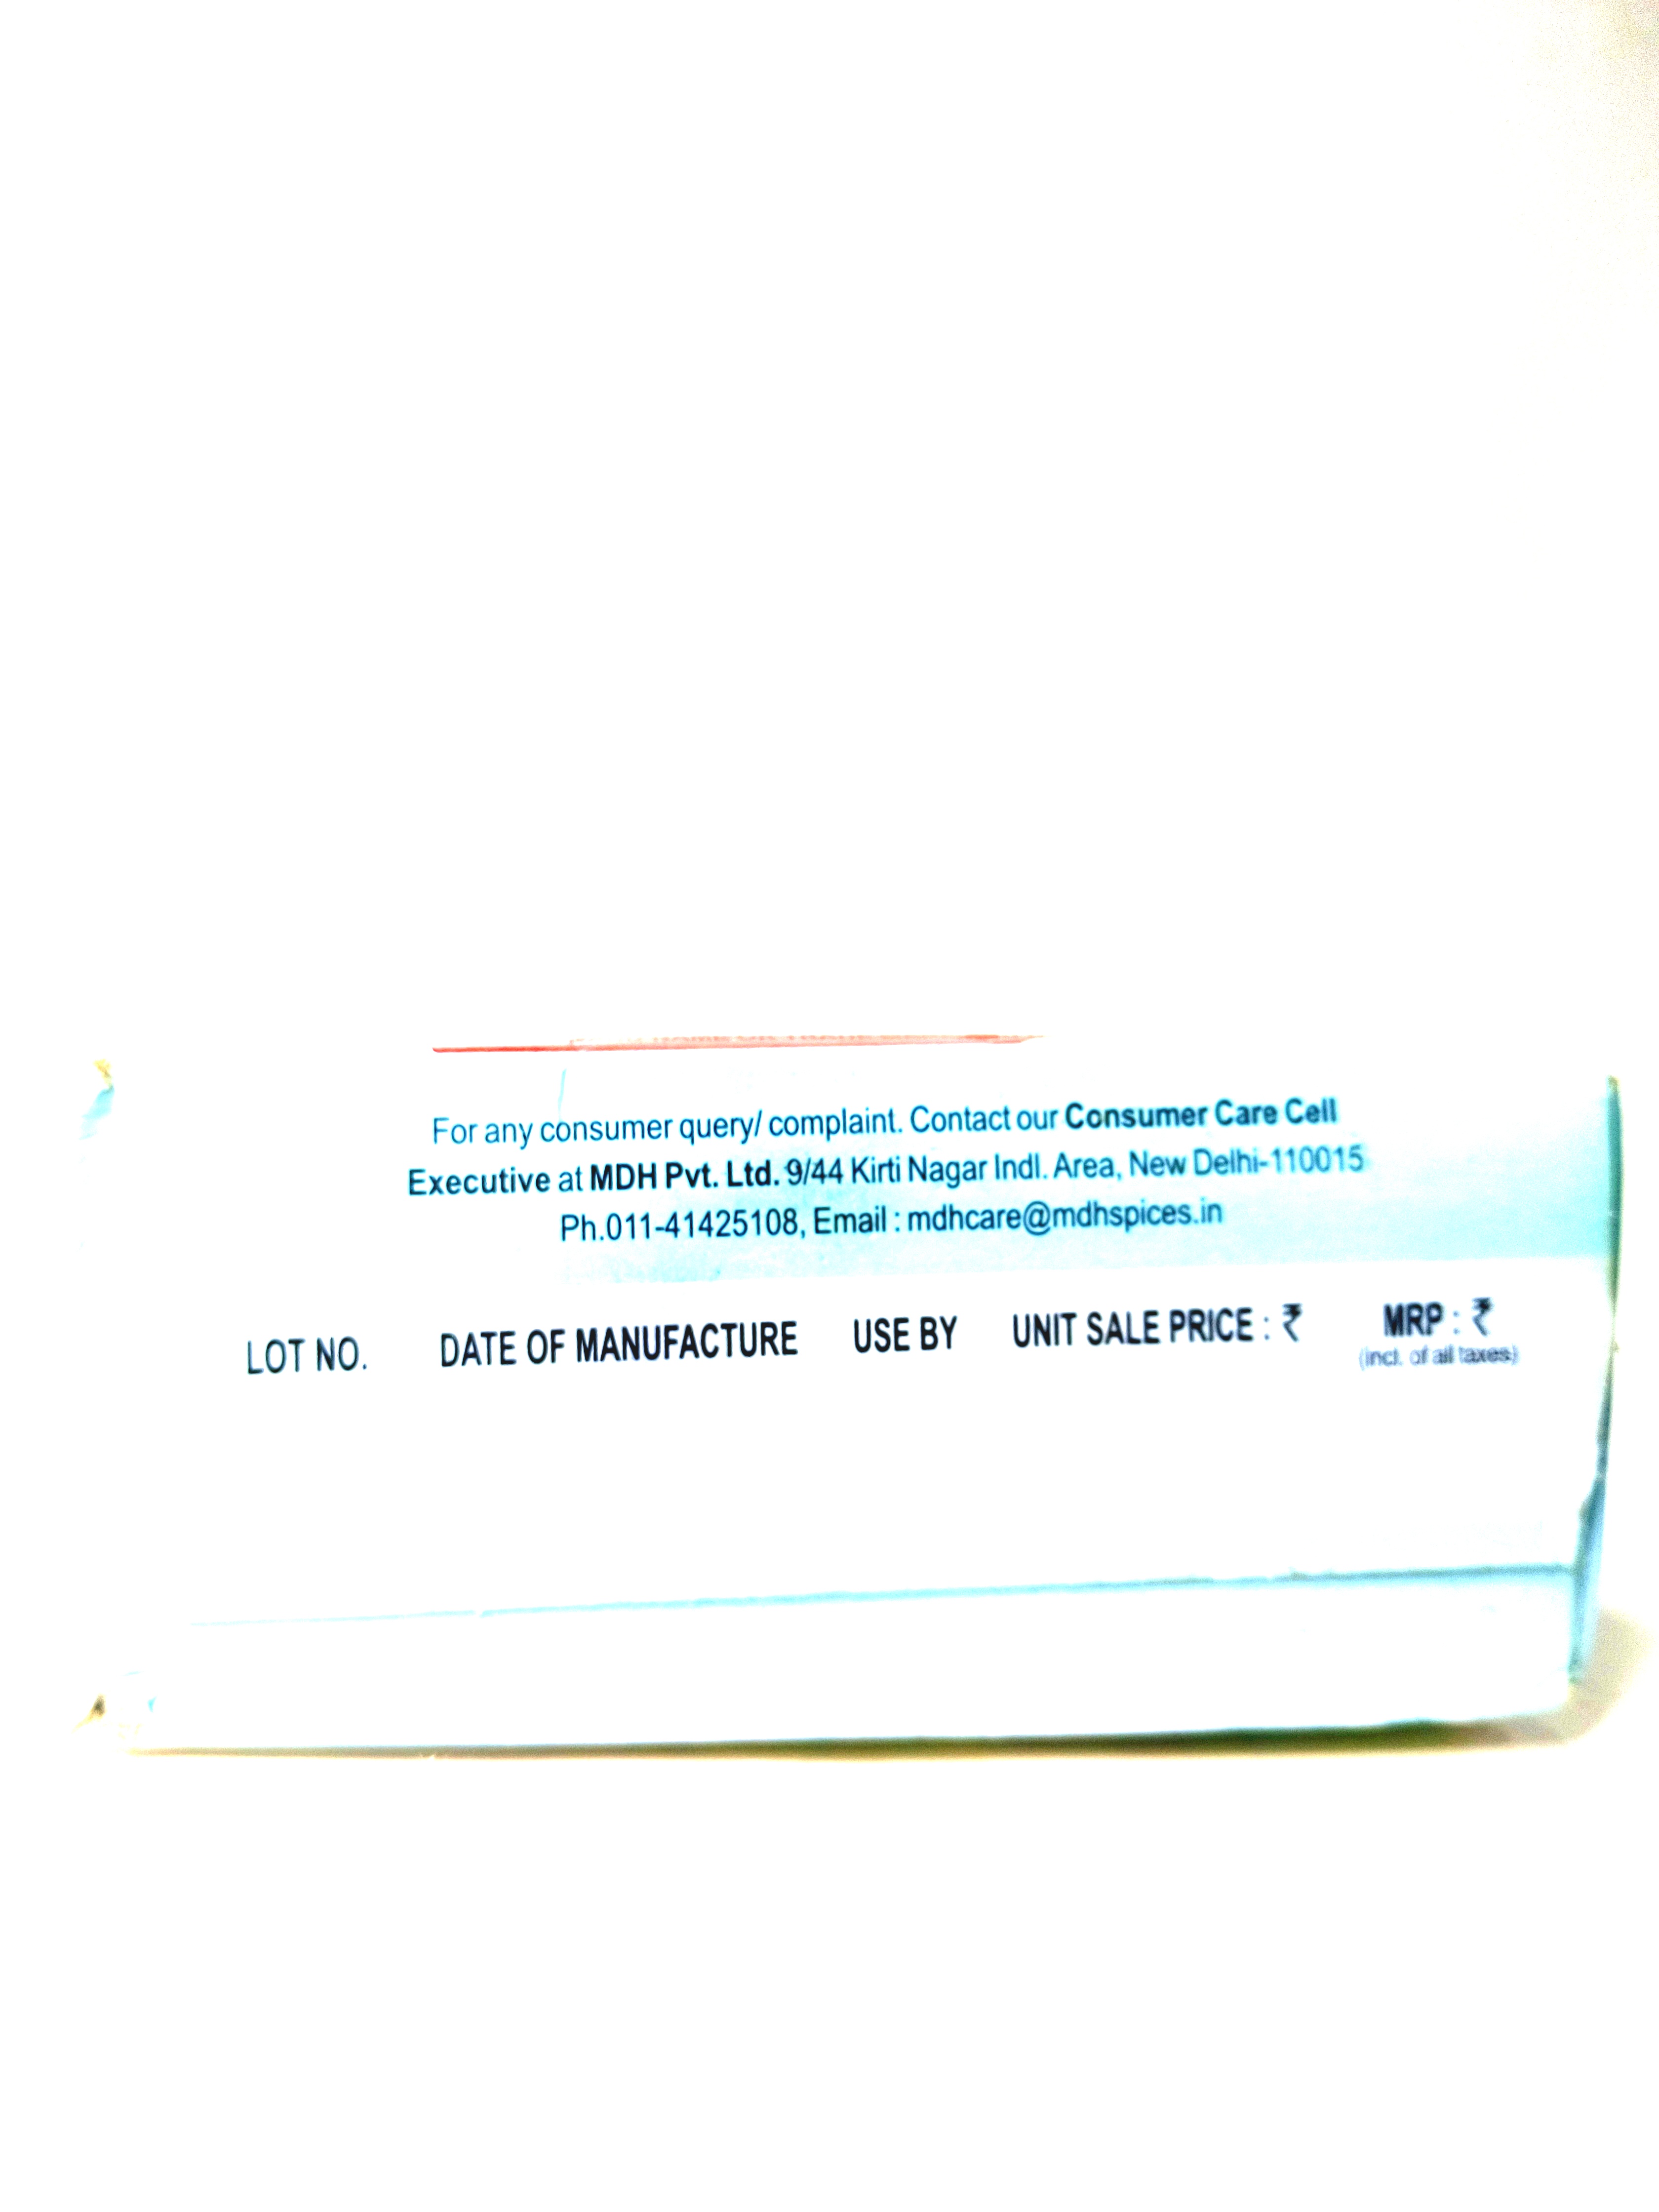 For any consumer query/ complaint. Contact our Consumer Care Cell
Executive at MDH Pvt. Ltd. 9/44 Kirti Nagar Indl. Area, New Delhi-110015
Ph.011-41425108, Email : mdhcare@mdhspices.in
LOT NO. DATE OF MANUFACTURE USE BY UNIT SALE PRICE : ₹ MRP : ₹
(incl. of all taxes)